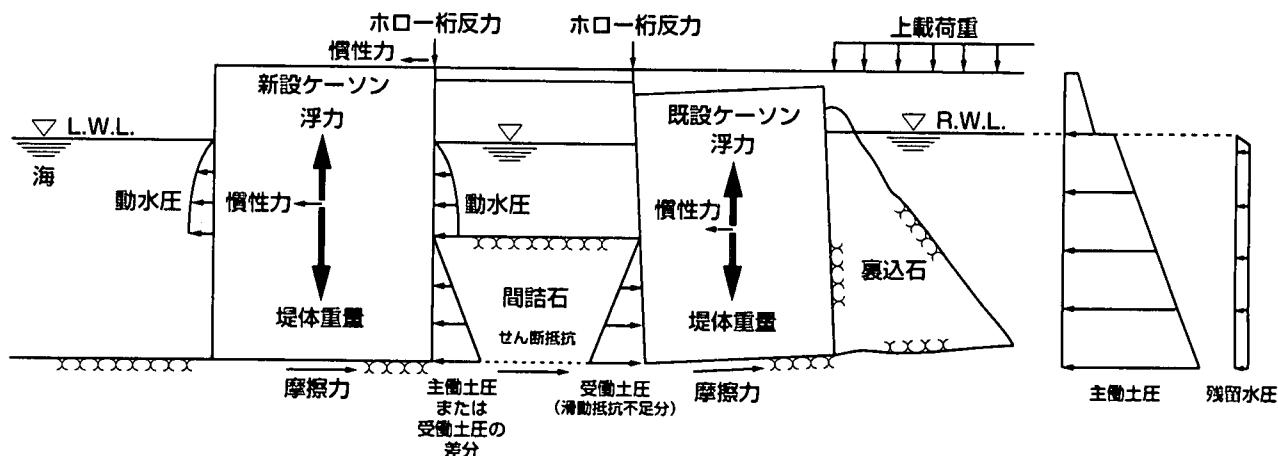 ホロー桁反力
ホロー桁反力
上載荷重
慣性力
新設ケーソン
既設ケーソン
L.W.L.
浮力
浮力
R.W.L.
海
動水圧
慣性力
動水圧
慣性力
裏込石
間詰石
堤体重量
せん断抵抗
堤体重量
摩擦力
主働土圧
または
受働土圧の
差分
受働土圧
(滑動抵抗不足分)
摩擦力
主働土圧
残留水圧